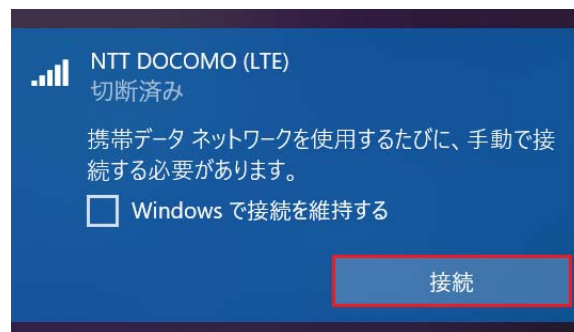 NTT DOCOMO (LTE)
切断済み
携帯データ ネットワークを使用するたびに、手動で接
続する必要があります。
Windows で接続を維持する
接続